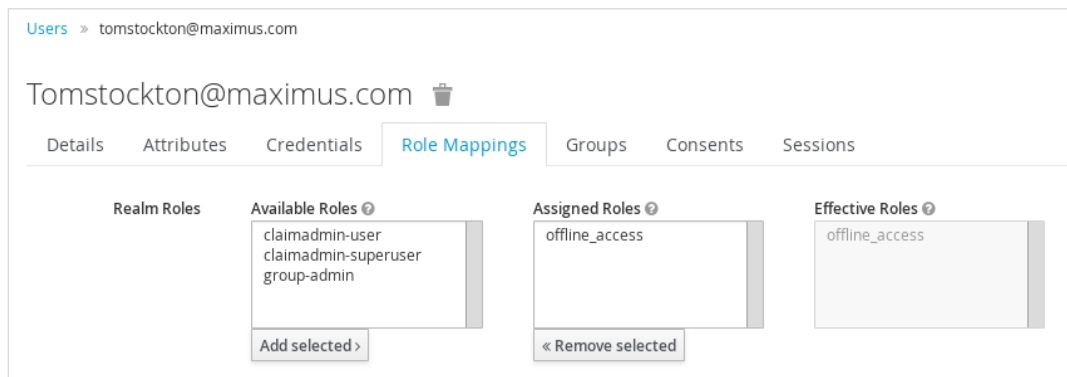 Users » tomstockton@maximus.com
Tomstockton@maximus.com
Details Attributes Credentials Role Mappings Groups Consents Sessions
Realm Roles Available Roles Assigned Roles Effective Roles
claimadmin-user offline_access offline_access
claimadmin-superuser
group-admin
Add selected › « Remove selected